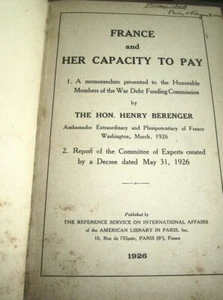 FRANCE
and
HER CAPACITY TO PAY
1. A memorandum presented to the Honorable
Members of the War Debt Funding Commission
by
THE HON. HENRY BERENGER
Ambassador Extraordinary and Plenipotentiary of France
Washington, March, 1926
2. Report of the Committee of Experts created
by a Decree dated May 31, 1926
Published by
THE REFERENCE SERVICE ON INTERNATIONAL AFFAIRS
of the AMERICAN LIBRARY IN PARIS, Inc.
10, Rue de l'Elysée, PARIS (8e), France
1926